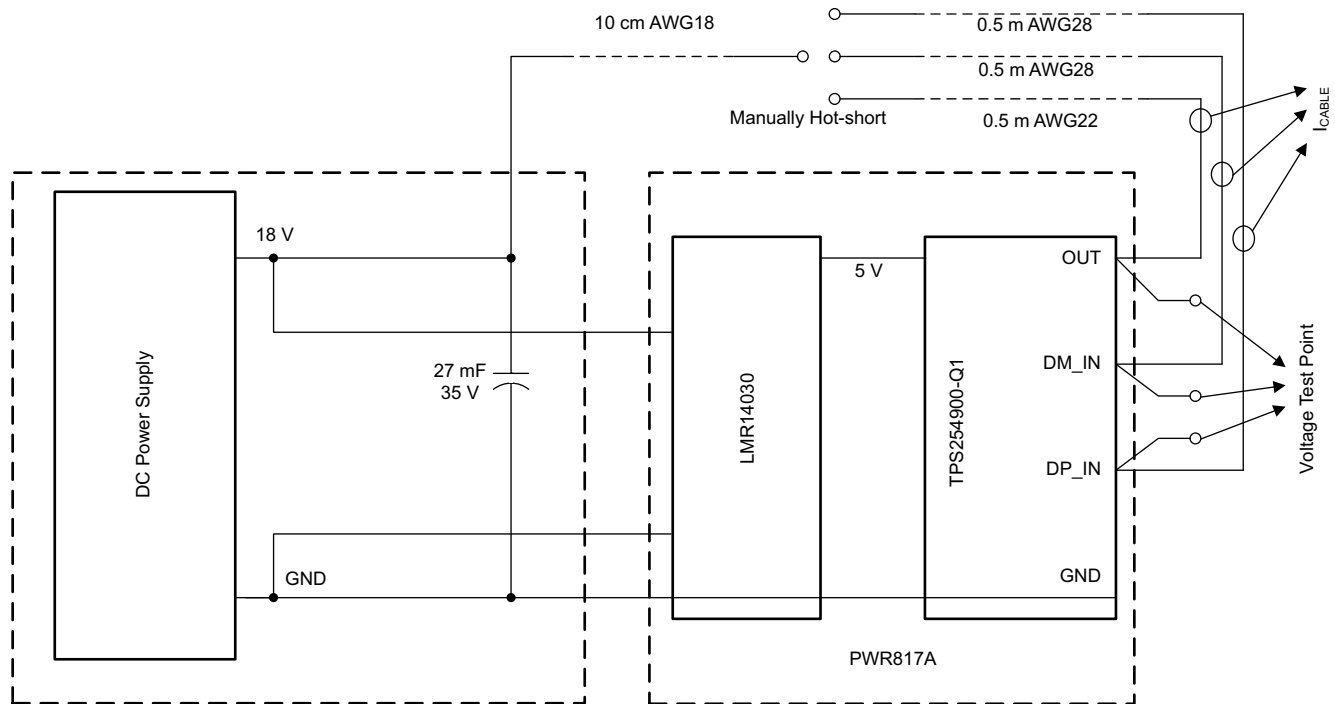 10 cm AWG18
0.5 m AWG28
0.5 m AWG28
Manually Hot-short
0.5 m AWG22
ICABLE
18 V
5 V
OUT
DC Power Supply
27 mF
35 V
LMR14030
TPS254900-Q1
DM_IN
DP_IN
Voltage Test Point
GND
GND
PWR817A